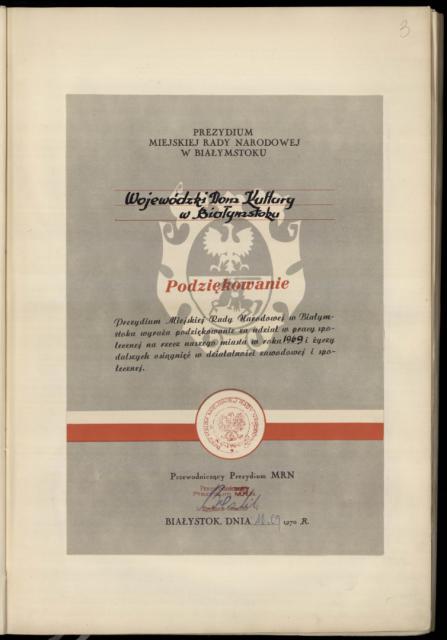 3
PREZYDIUM
MIEJSKIEJ RADY NARODOWEJ
W BIAŁYMSTOKU
Wojewódzki Dom Kultury
w Białymstoku
Podziękowanie
Prezydium Miejskiej Rady Narodowej w Białym-
stoku wyraża podziękowanie za udział w pracy spo-
łecznej na rzecz naszego miasta w roku 1969 i życzy
dalszych osiągnięć w działalności zawodowej i spo-
łecznej.
Przewodniczący Prezydium MRN
BIAŁYSTOK, DNIA 1970 R.